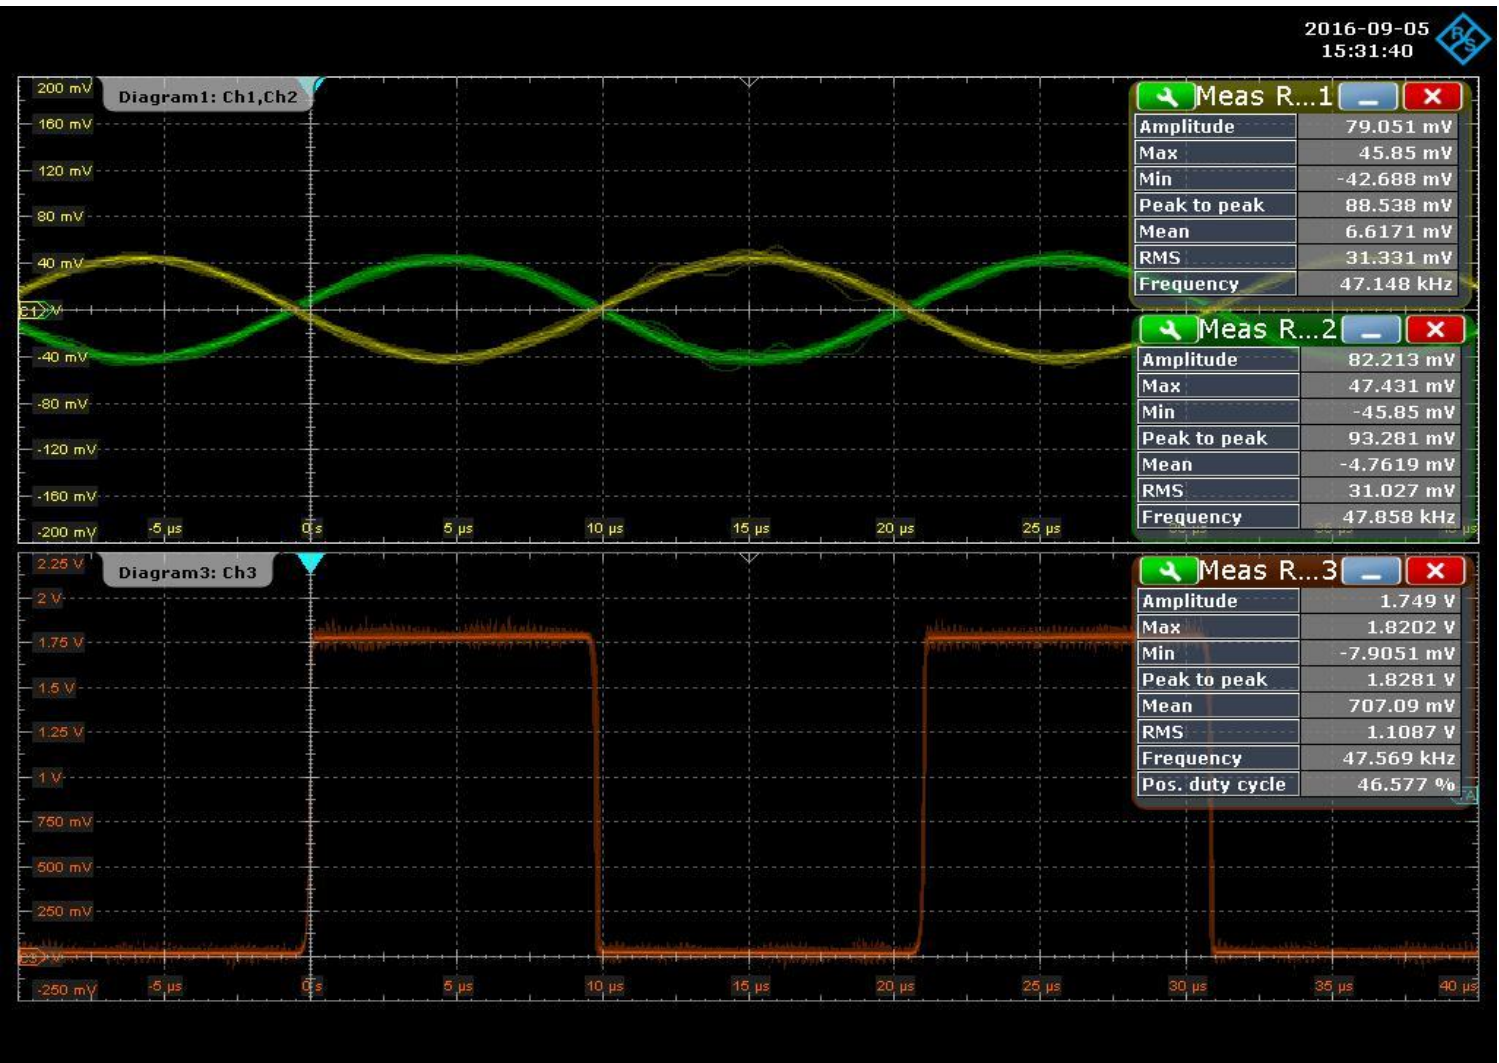 2016-09-05
15:31:40
R&S
Diagram1: Ch1,Ch2
200 mV
160 mV
120 mV
80 mV
40 mV
-40 mV
-80 mV
-120 mV
-160 mV
-200 mV
-5 µs 0 s 5 µs 10 µs 15 µs 20 µs 25 µs
Meas R...1
Amplitude 79.051 mV
Max 45.85 mV
Min -42.688 mV
Peak to peak 88.538 mV
Mean 6.6171 mV
RMS 31.331 mV
Frequency 47.148 kHz
Meas R...2
Amplitude 82.213 mV
Max 47.431 mV
Min -45.85 mV
Peak to peak 93.281 mV
Mean -4.7619 mV
RMS 31.027 mV
Frequency 47.858 kHz
Diagram3: Ch3
2.25 V
2 V
1.75 V
1.5 V
1.25 V
1 V
750 mV
500 mV
250 mV
-250 mV
-5 µs 0 s 5 µs 10 µs 15 µs 20 µs 25 µs 30 µs 35 µs 40 µs
Meas R...3
Amplitude 1.749 V
Max 1.8202 V
Min -7.9051 mV
Peak to peak 1.8281 V
Mean 707.09 mV
RMS 1.1087 V
Frequency 47.569 kHz
Pos. duty cycle 46.577 %